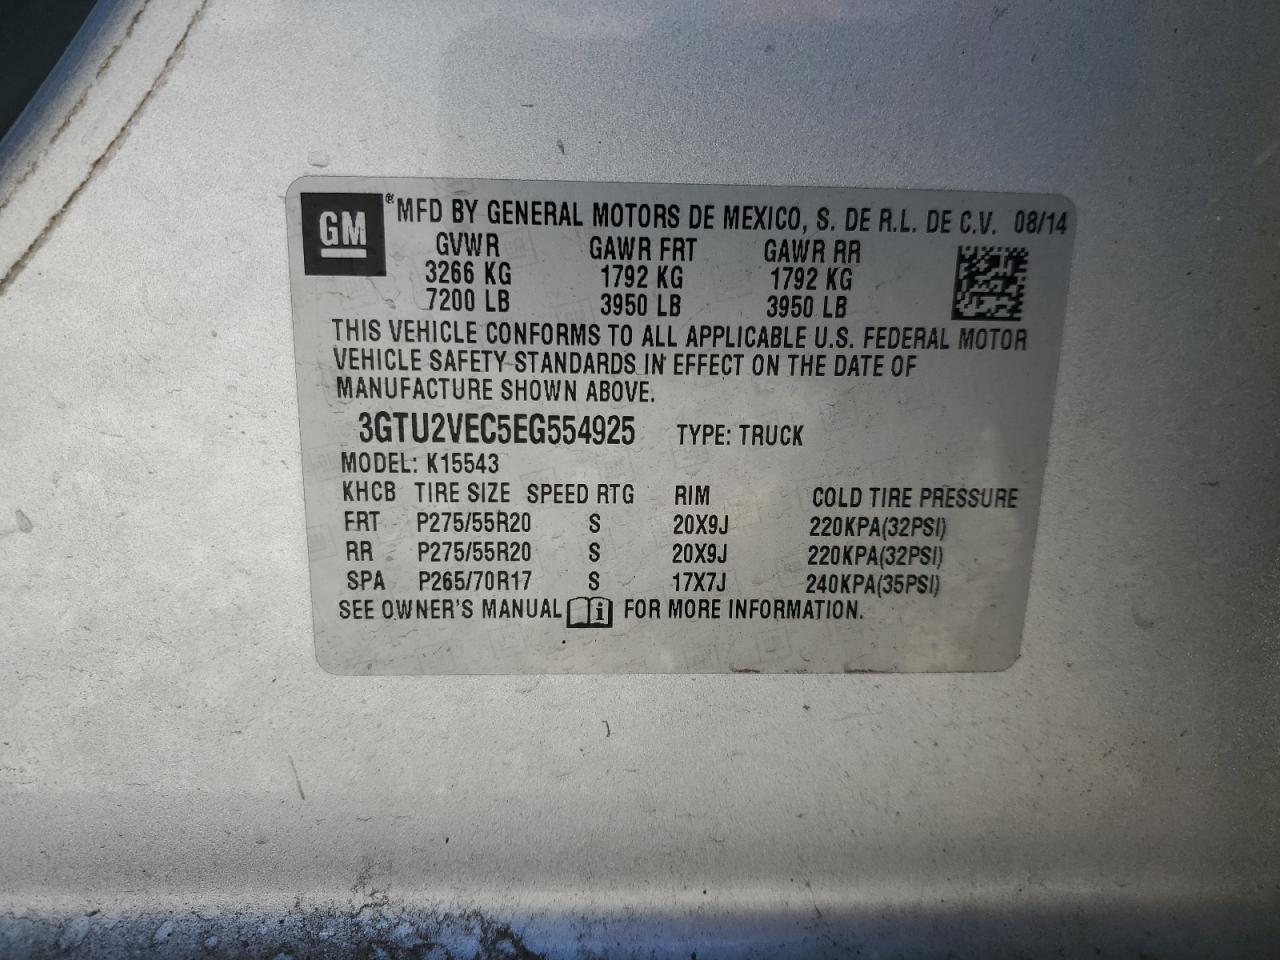 GM ® MFD BY GENERAL MOTORS DE MEXICO, S. DE R.L. DE C.V. 08/14
GVWR GAWR FRT GAWR RR
3266 KG 1792 KG 1792 KG
7200 LB 3950 LB 3950 LB
THIS VEHICLE CONFORMS TO ALL APPLICABLE U.S. FEDERAL MOTOR
VEHICLE SAFETY STANDARDS IN EFFECT ON THE DATE OF
MANUFACTURE SHOWN ABOVE.
3GTU2VEC5EG554925 TYPE: TRUCK
MODEL: K15543
KHCB TIRE SIZE SPEED RTG RIM COLD TIRE PRESSURE
FRT P275/55R20 S 20X9J 220KPA(32PSI)
RR P275/55R20 S 20X9J 220KPA(32PSI)
SPA P265/70R17 S 17X7J 240KPA(35PSI)
SEE OWNER'S MANUAL i FOR MORE INFORMATION.